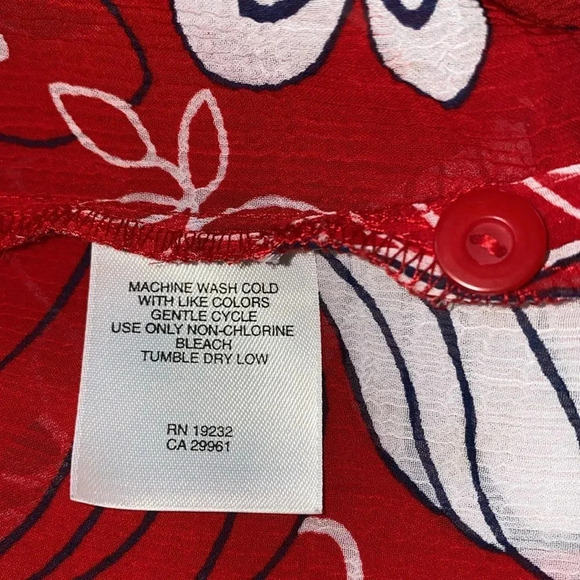 MACHINE WASH COLD
WITH LIKE COLORS
GENTLE CYCLE
USE ONLY NON-CHLORINE
BLEACH
TUMBLE DRY LOW
RN 19232
CA 29961